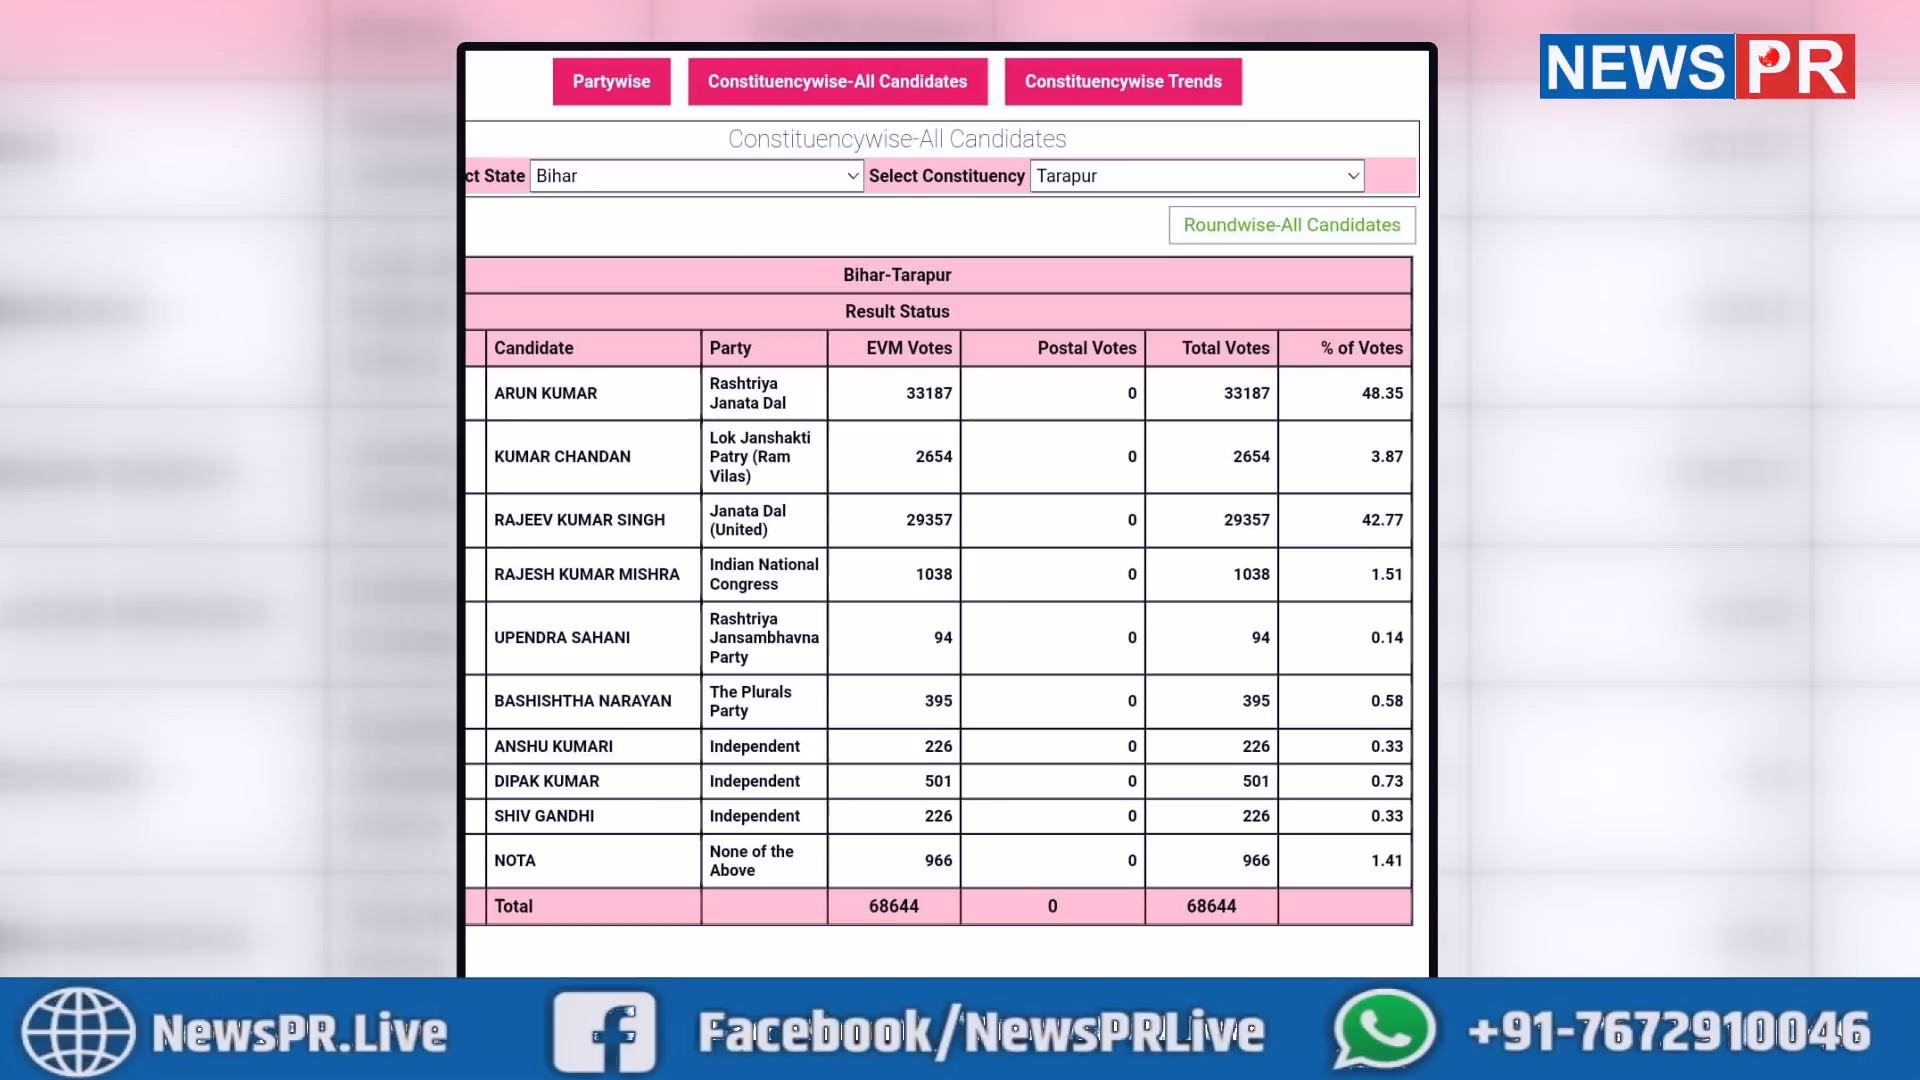 NEWS PR
Partywise Constituencywise-All Candidates Constituencywise Trends
Constituencywise-All Candidates
ct State Bihar Select Constituency Tarapur
Roundwise-All Candidates
Bihar-Tarapur
Result Status
Candidate Party EVM Votes Postal Votes Total Votes % of Votes
ARUN KUMAR Rashtriya Janata Dal 33187 0 33187 48.35
KUMAR CHANDAN Lok Janshakti Patry (Ram Vilas) 2654 0 2654 3.87
RAJEEV KUMAR SINGH Janata Dal (United) 29357 0 29357 42.77
RAJESH KUMAR MISHRA Indian National Congress 1038 0 1038 1.51
UPENDRA SAHANI Rashtriya Jansambhavna Party 94 0 94 0.14
BASHISHTHA NARAYAN The Plurals Party 395 0 395 0.58
ANSHU KUMARI Independent 226 0 226 0.33
DIPAK KUMAR Independent 501 0 501 0.73
SHIV GANDHI Independent 226 0 226 0.33
NOTA None of the Above 966 0 966 1.41
Total 68644 0 68644
NewsPR.Live Facebook/NewsPRLive +91-7672910046